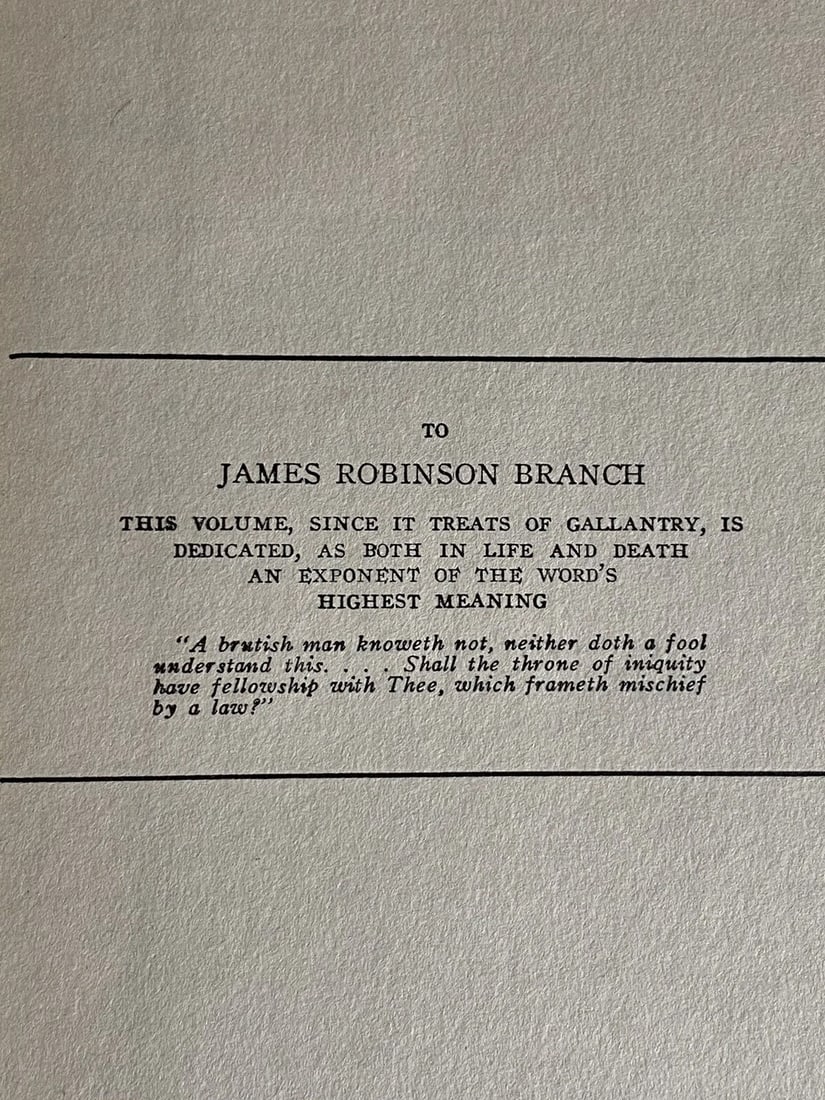 TO
JAMES ROBINSON BRANCH
THIS VOLUME, SINCE IT TREATS OF GALLANTRY, IS
DEDICATED, AS BOTH IN LIFE AND DEATH
AN EXPONENT OF THE WORD'S
HIGHEST MEANING
"A brutish man knoweth not, neither doth a fool
understand this. . . . Shall the throne of iniquity
have fellowship with Thee, which frameth mischief
by a law?"